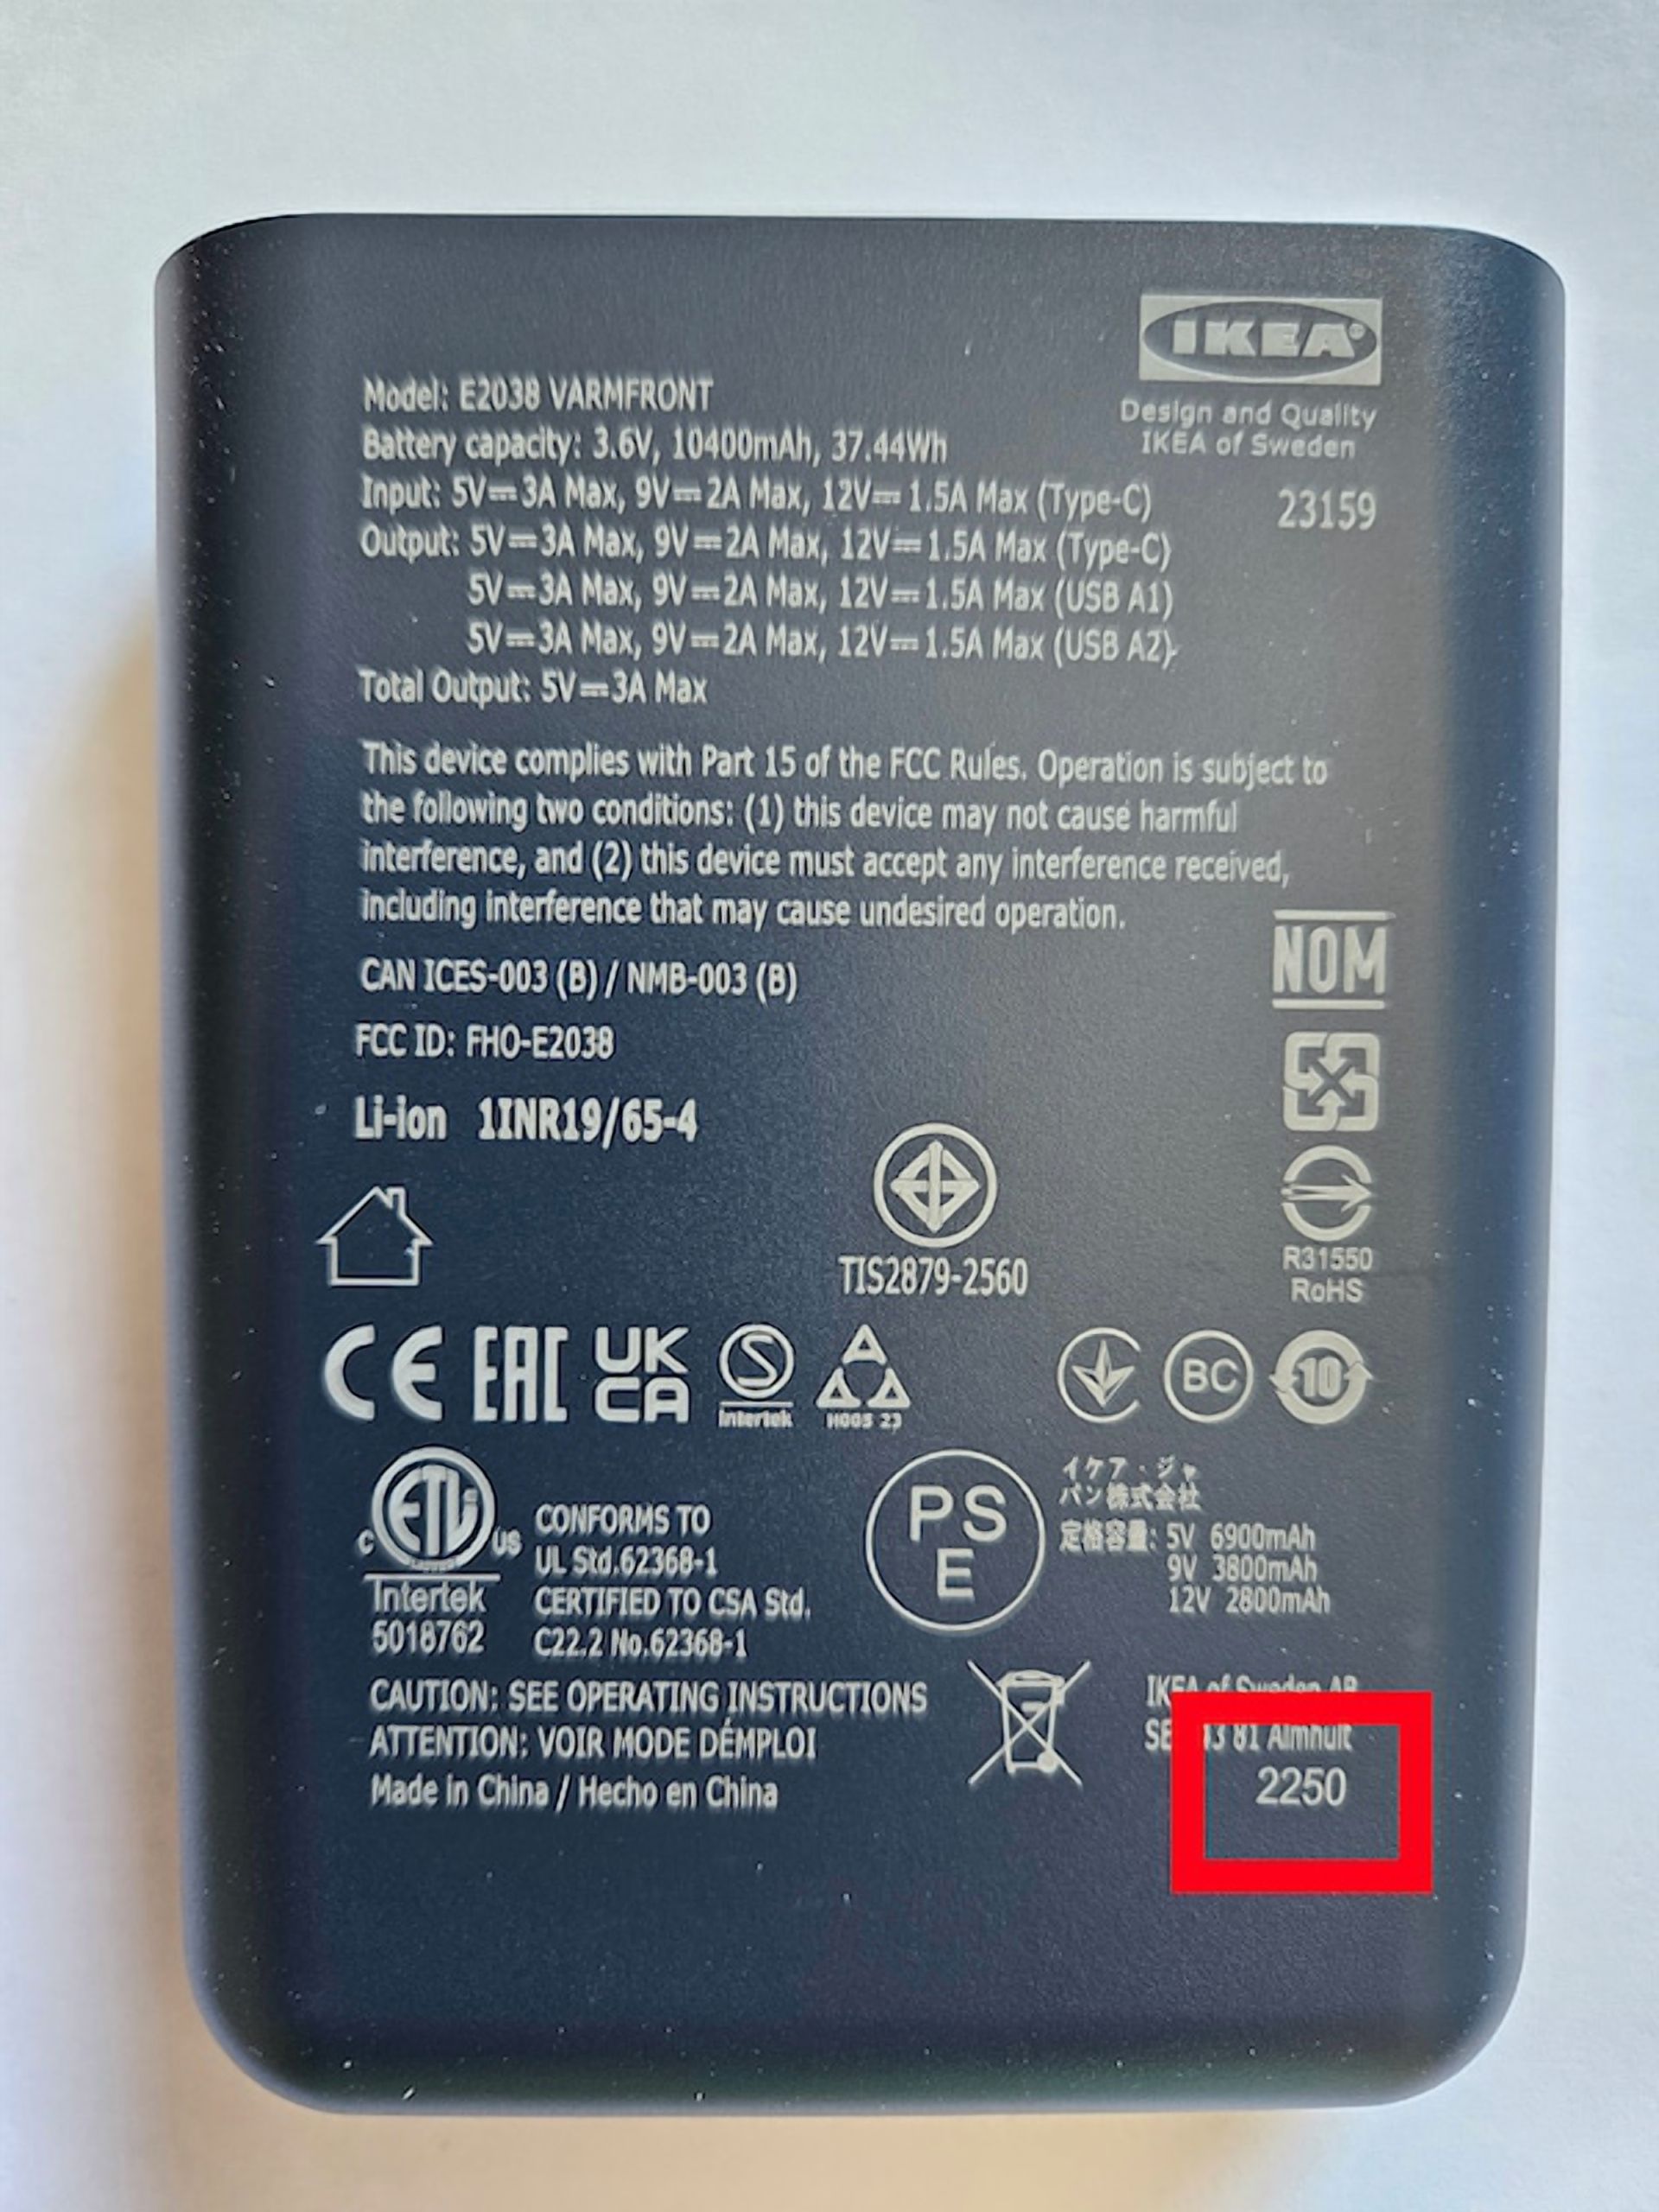 IKEA®
Design and Quality
IKEA of Sweden
23159
Model: E2038 VARMFRONT
Battery capacity: 3.6V, 10400mAh, 37.44Wh
Input: 5V⎓3A Max, 9V⎓2A Max, 12V⎓1.5A Max (Type-C)
Output: 5V⎓3A Max, 9V⎓2A Max, 12V⎓1.5A Max (Type-C)
5V⎓3A Max, 9V⎓2A Max, 12V⎓1.5A Max (USB A1)
5V⎓3A Max, 9V⎓2A Max, 12V⎓1.5A Max (USB A2)
Total Output: 5V⎓3A Max
This device complies with Part 15 of the FCC Rules. Operation is subject to
the following two conditions: (1) this device may not cause harmful
interference, and (2) this device must accept any interference received,
including interference that may cause undesired operation.
NOM
CAN ICES-003 (B) / NMB-003 (B)
FCC ID: FHO-E2038
Li-ion 1INR19/65-4
TIS2879-2560
R31550
RoHS
CE EAC UK
CA
S
Intertek
H005 23
BC
10
ETL
C US
Intertek
5018762
CONFORMS TO
UL Std.62368-1
CERTIFIED TO CSA Std.
C22.2 No.62368-1
PS
E
イケア・ジャ
パン株式会社
定格容量: 5V 6900mAh
9V 3800mAh
12V 2800mAh
CAUTION: SEE OPERATING INSTRUCTIONS
ATTENTION: VOIR MODE DÉMPLOI
Made in China / Hecho en China
IKEA of Sweden AB
81 Älmhult
2250